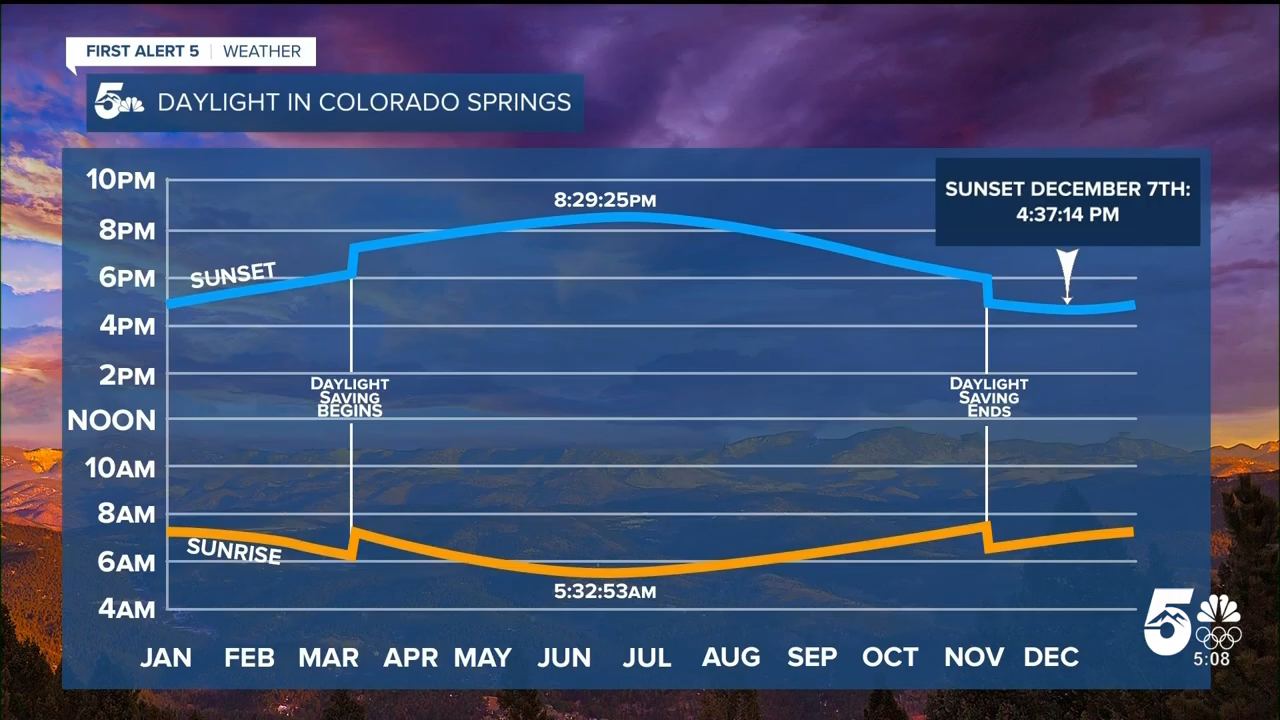 FIRST ALERT 5 | WEATHER
5 DAYLIGHT IN COLORADO SPRINGS
10PM
8PM
6PM
4PM
2PM
NOON
10AM
8AM
6AM
4AM
SUNSET
8:29:25PM
SUNSET DECEMBER 7TH:
4:37:14 PM
DAYLIGHT
SAVING
BEGINS
DAYLIGHT
SAVING
ENDS
SUNRISE
5:32:53AM
JAN FEB MAR APR MAY JUN JUL AUG SEP OCT NOV DEC
5
5:08